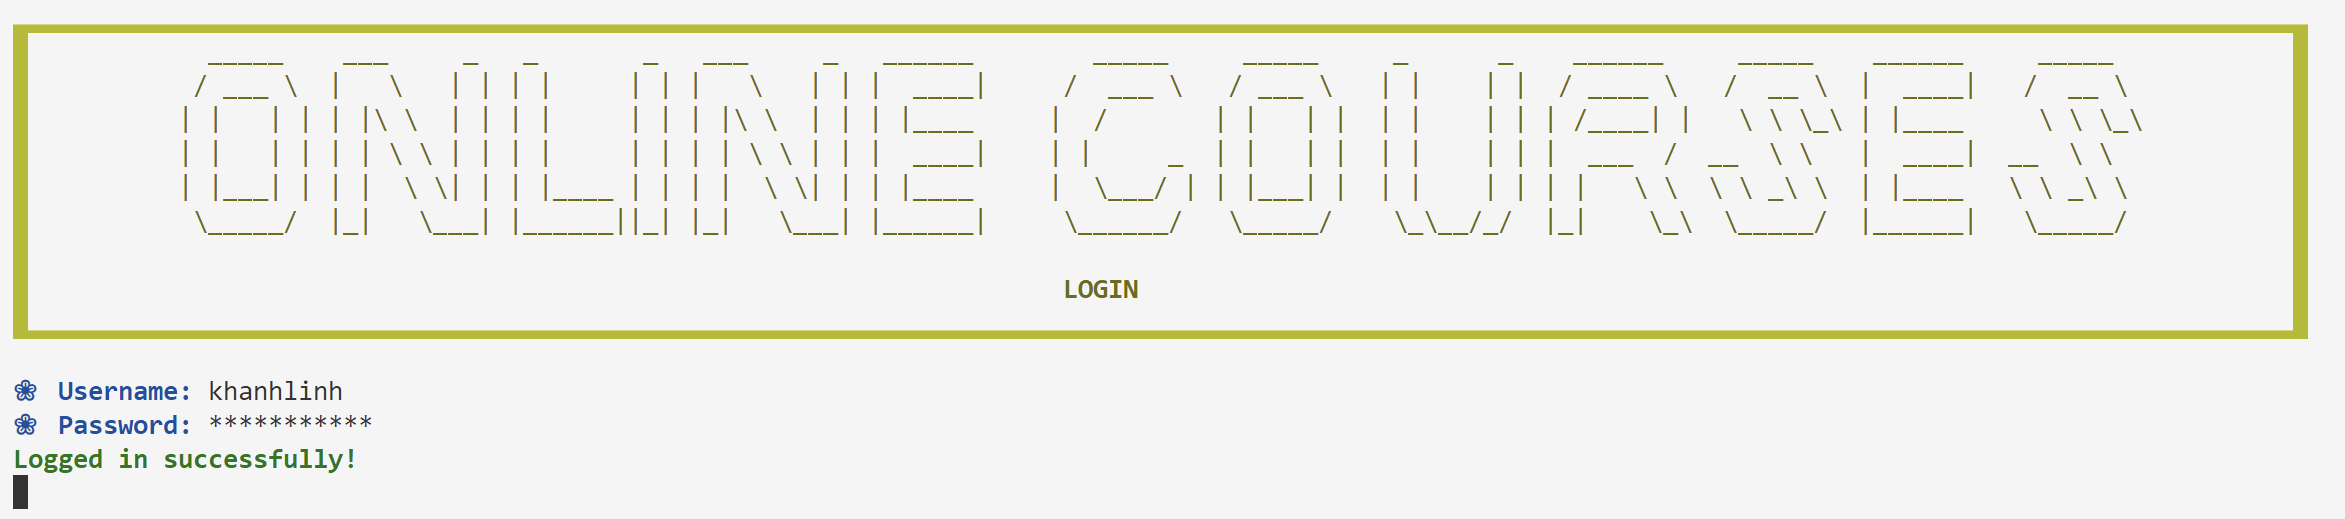 ONLINE COURSES
LOGIN
❀ Username: khanhlinh
❀ Password: ***********
Logged in successfully!